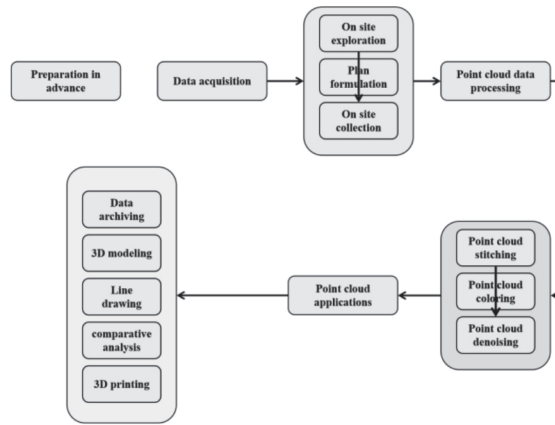 On site
exploration
Preparation in
advance
Data acquisition
Plan
formulation
Point cloud data
processing
On site
collection
Data
archiving
3D modeling
Line
drawing
comparative
analysis
3D printing
Point cloud
applications
Point cloud
stitching
Point cloud
coloring
Point cloud
denoising